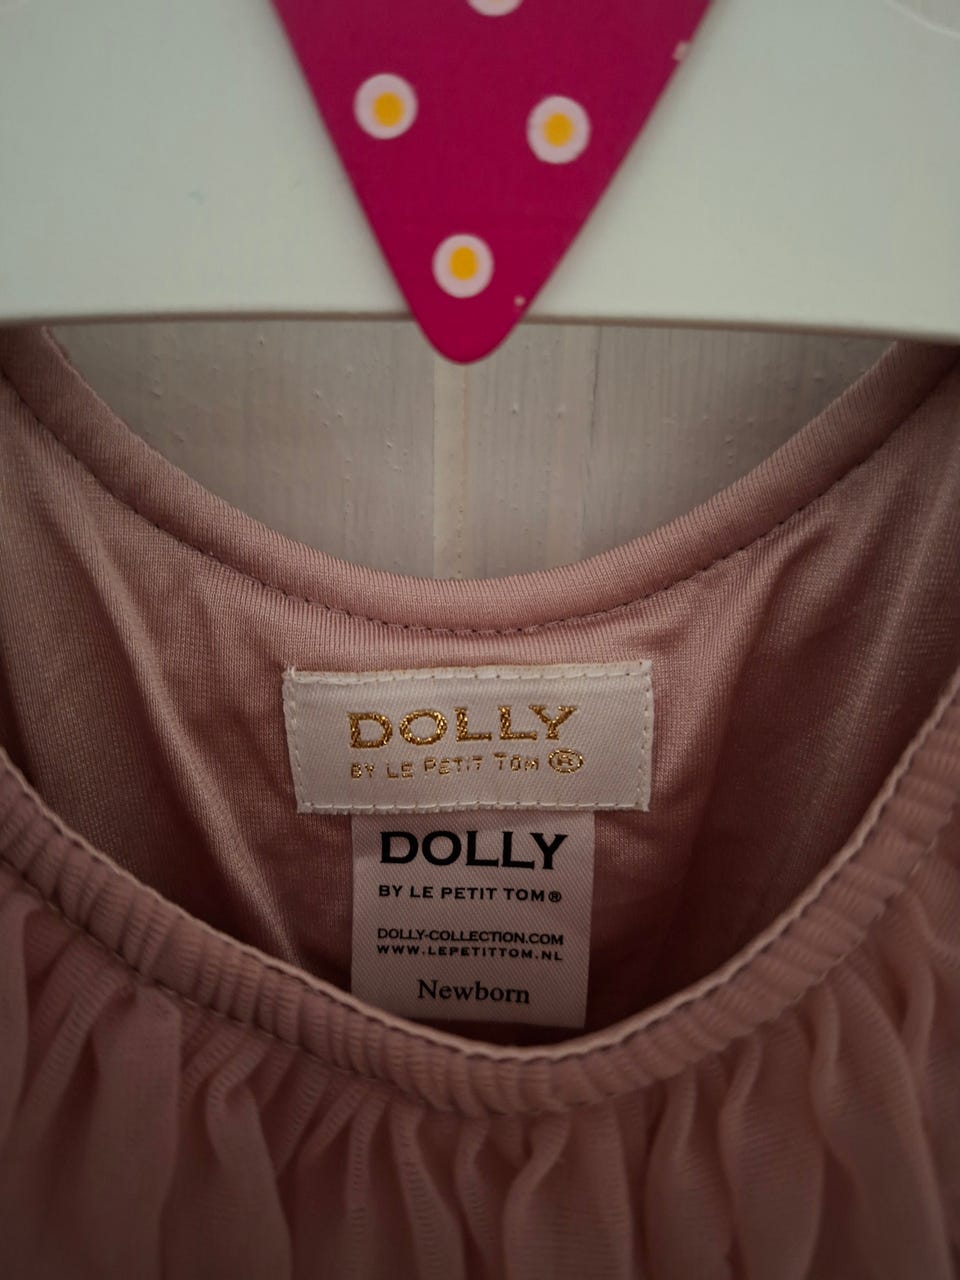 DOLLY
BY LE PETIT TOM ®
DOLLY
BY LE PETIT TOM®
DOLLY-COLLECTION.COM
WWW.LEPETITTOM.NL
Newborn